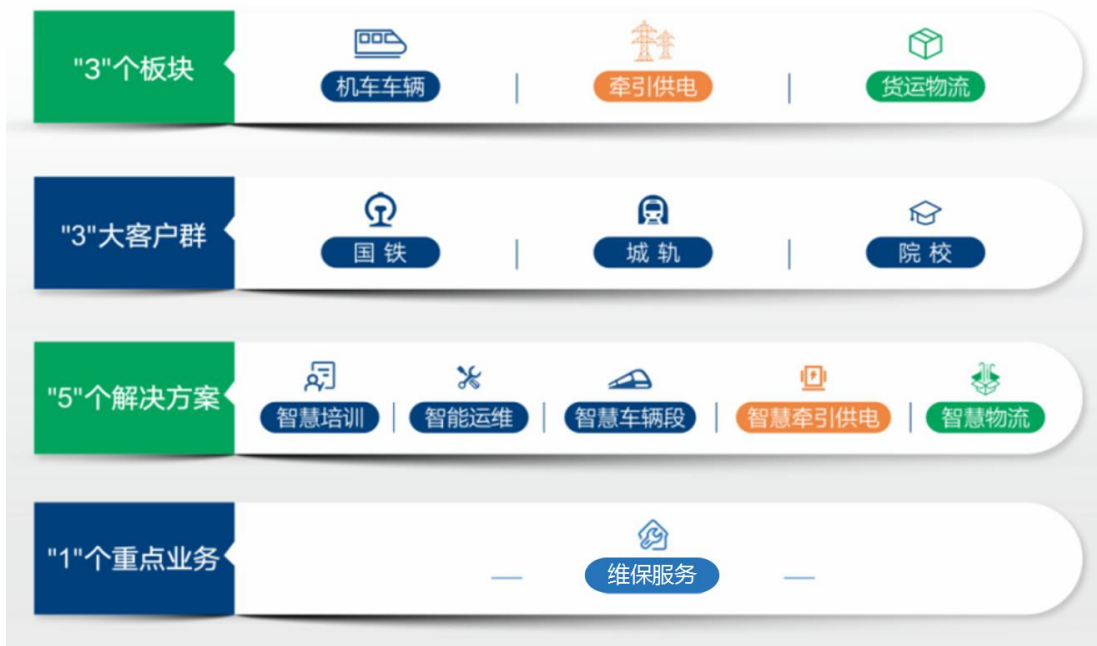 "3"个板块
机车车辆
牵引供电
货运物流
"3"大客户群
国铁
城轨
院校
"5"个解决方案
智慧培训
智能运维
智慧车辆段
智慧牵引供电
智慧物流
"1"个重点业务
维保服务